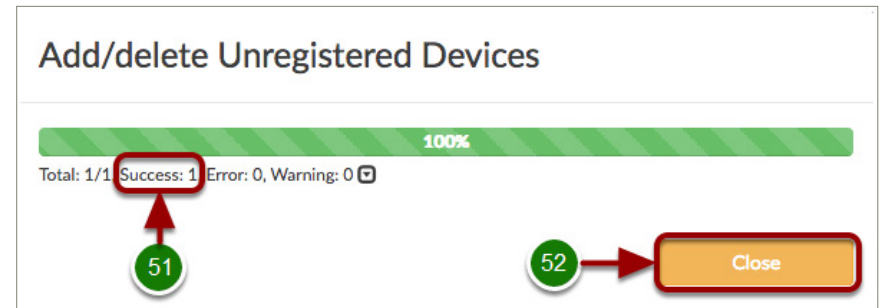 Add/delete Unregistered Devices
100%
Total: 1/1, Success: 1, Error: 0, Warning: 0
51
52
Close